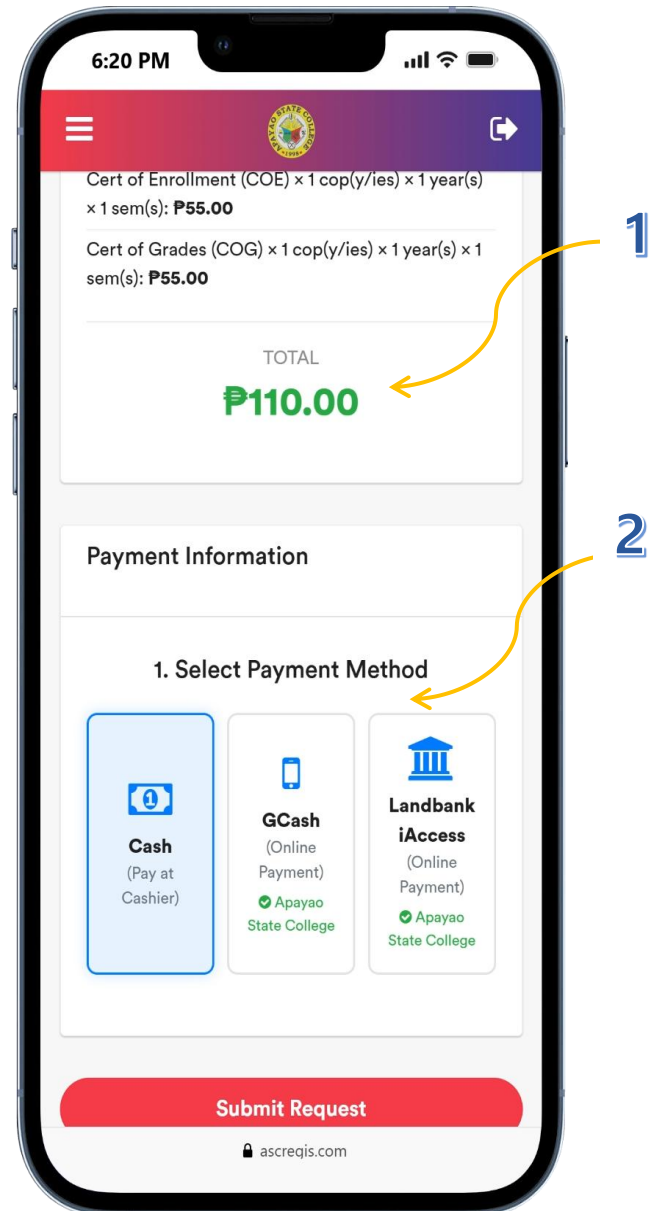 6:20 PM
Cert of Enrollment (COE) × 1 cop(y/ies) × 1 year(s)
× 1 sem(s): ₱55.00
Cert of Grades (COG) × 1 cop(y/ies) × 1 year(s) × 1
sem(s): ₱55.00
1
TOTAL
₱110.00
2
Payment Information
1. Select Payment Method
Cash
(Pay at
Cashier)
GCash
(Online
Payment)
Apayao
State College
Landbank
iAccess
(Online
Payment)
Apayao
State College
Submit Request
ascregis.com